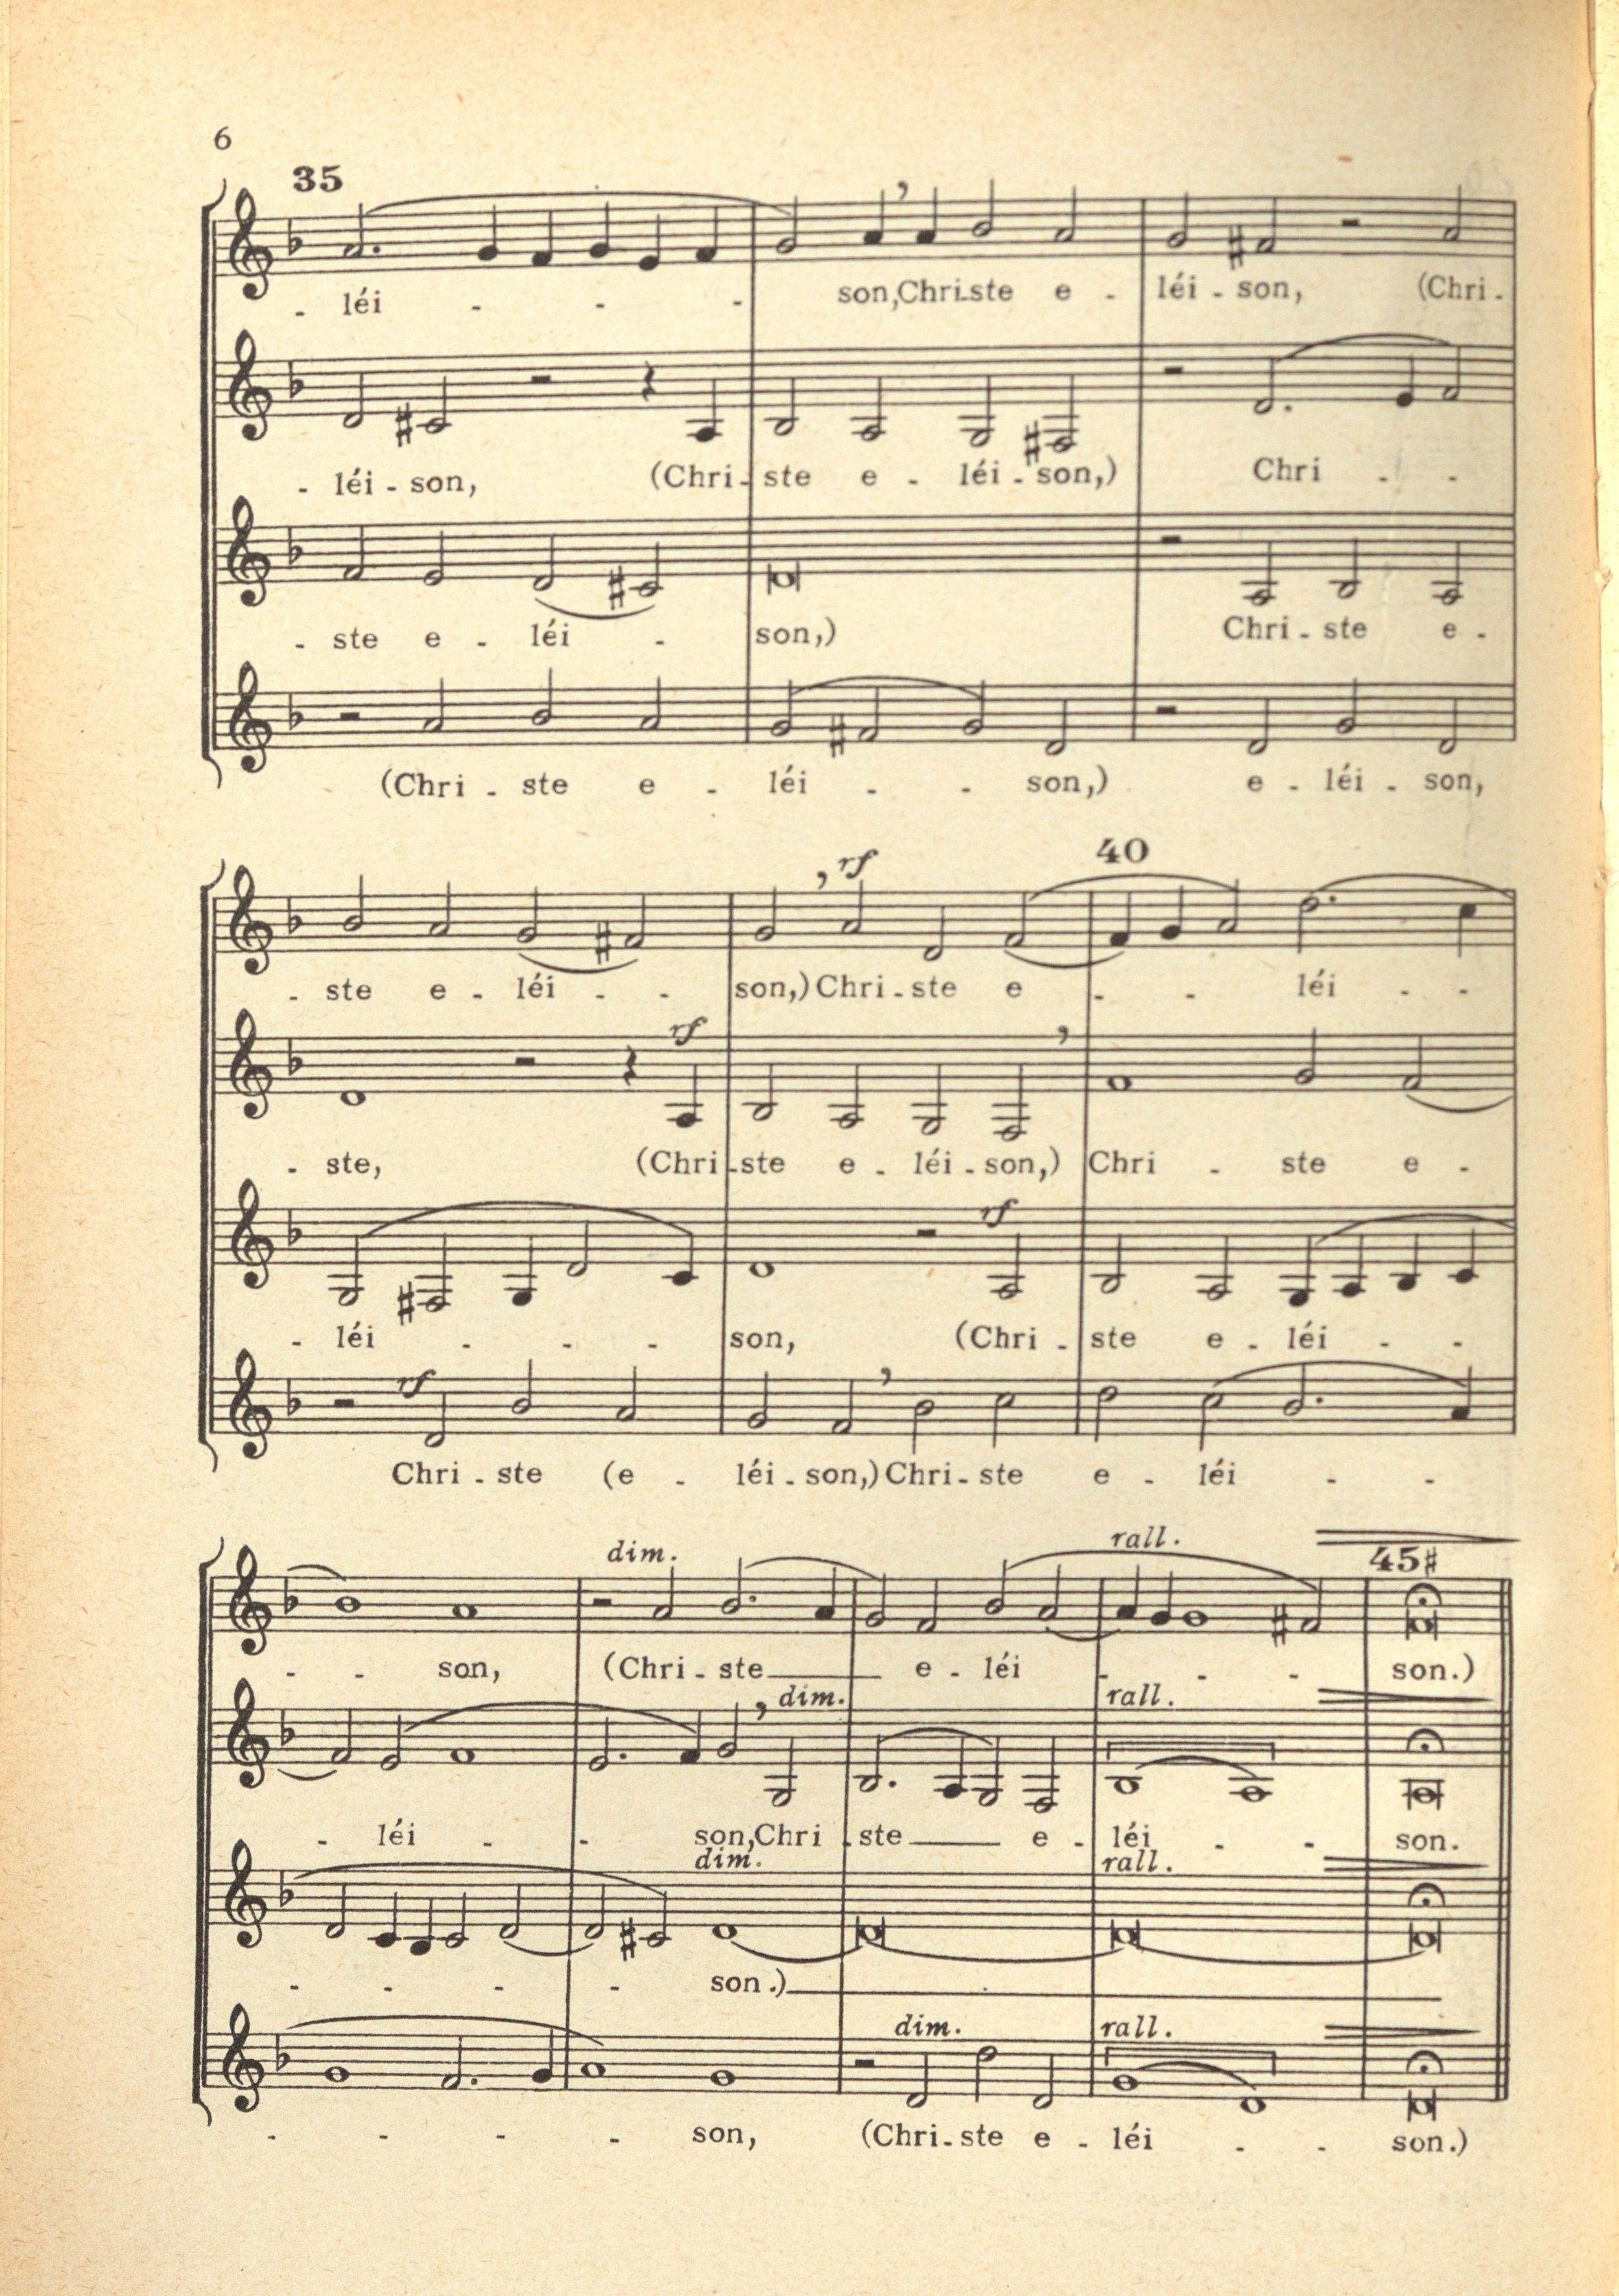 6
35
- léi - - - son, Chri-ste e - léi - son, (Chri-
- léi - son, (Chri - ste e - léi - son,) Chri - -
- ste e - léi - son,) Chri - ste e -
(Chri - ste e - léi - - son,) e - léi - son,
rf 40
- ste e - léi - - son,) Chri - ste e - - léi - -
rf
- ste, (Chri - ste e - léi - son,) Chri - ste e -
rf
- léi - - - son, (Chri - ste e - léi - -
rf
Chri - ste (e - léi - son,) Chri - ste e - léi - -
dim. rall. 45
- - son, (Chri - ste e - léi - - - son.)
dim. rall.
- léi - - son, Chri - ste e - léi - - son.
dim. rall.
- - - - son.)
dim. rall.
- - - - son, (Chri - ste e - léi - - son.)